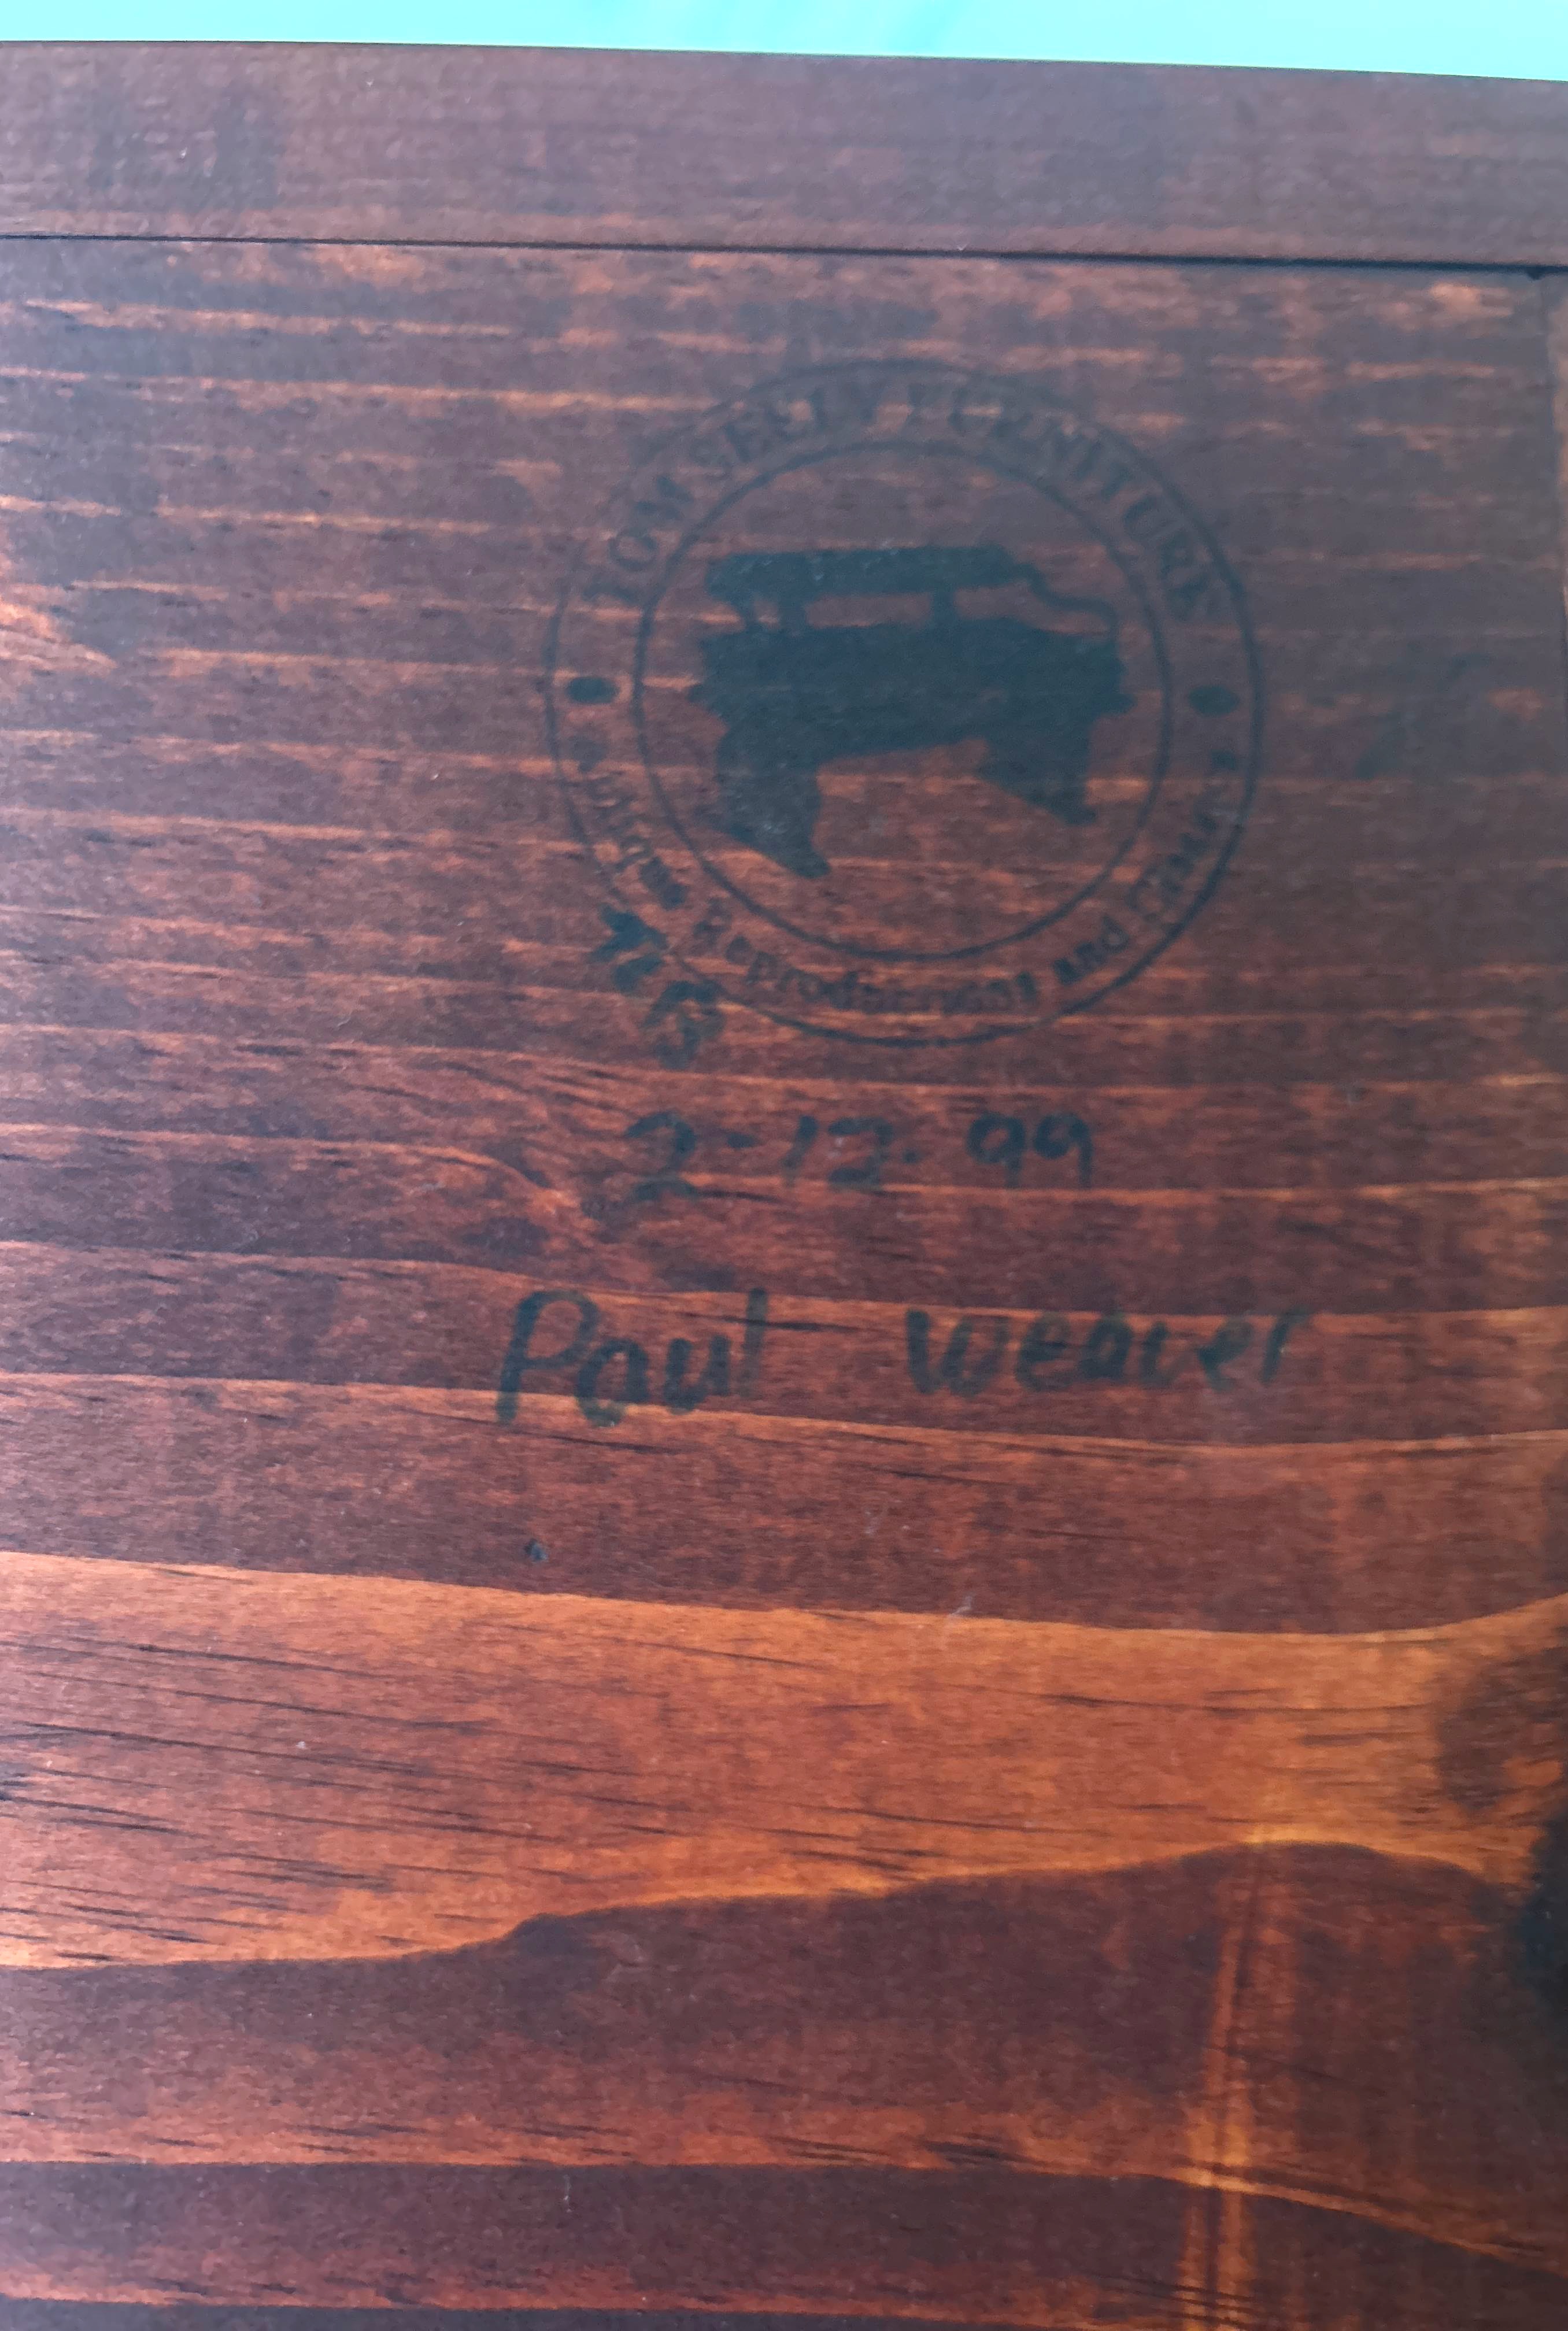 TOM SEELY FURNITURE
Antique Reproductions and
2-12-99
Paul Weaver